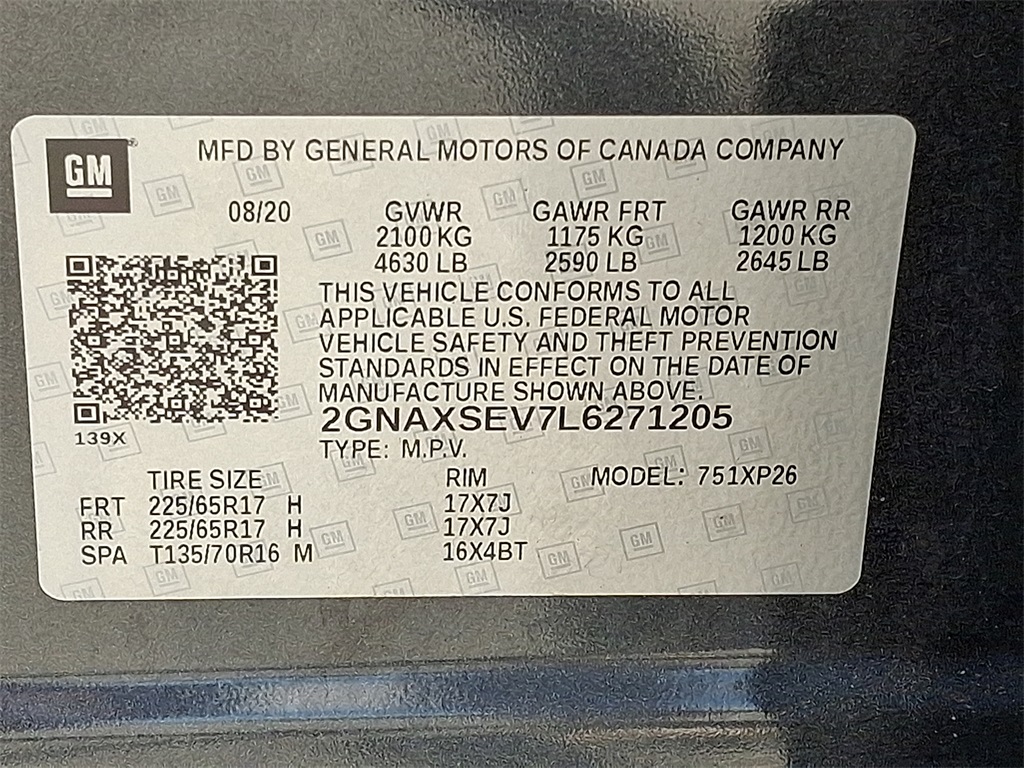 GM
MFD BY GENERAL MOTORS OF CANADA COMPANY
08/20 GVWR GAWR FRT GAWR RR
2100 KG 1175 KG 1200 KG
4630 LB 2590 LB 2645 LB
THIS VEHICLE CONFORMS TO ALL
APPLICABLE U.S. FEDERAL MOTOR
VEHICLE SAFETY AND THEFT PREVENTION
STANDARDS IN EFFECT ON THE DATE OF
MANUFACTURE SHOWN ABOVE.
139X 2GNAXSEV7L6271205
TYPE: M.P.V.
TIRE SIZE RIM MODEL: 751XP26
FRT 225/65R17 H 17X7J
RR 225/65R17 H 17X7J
SPA T135/70R16 M 16X4BT